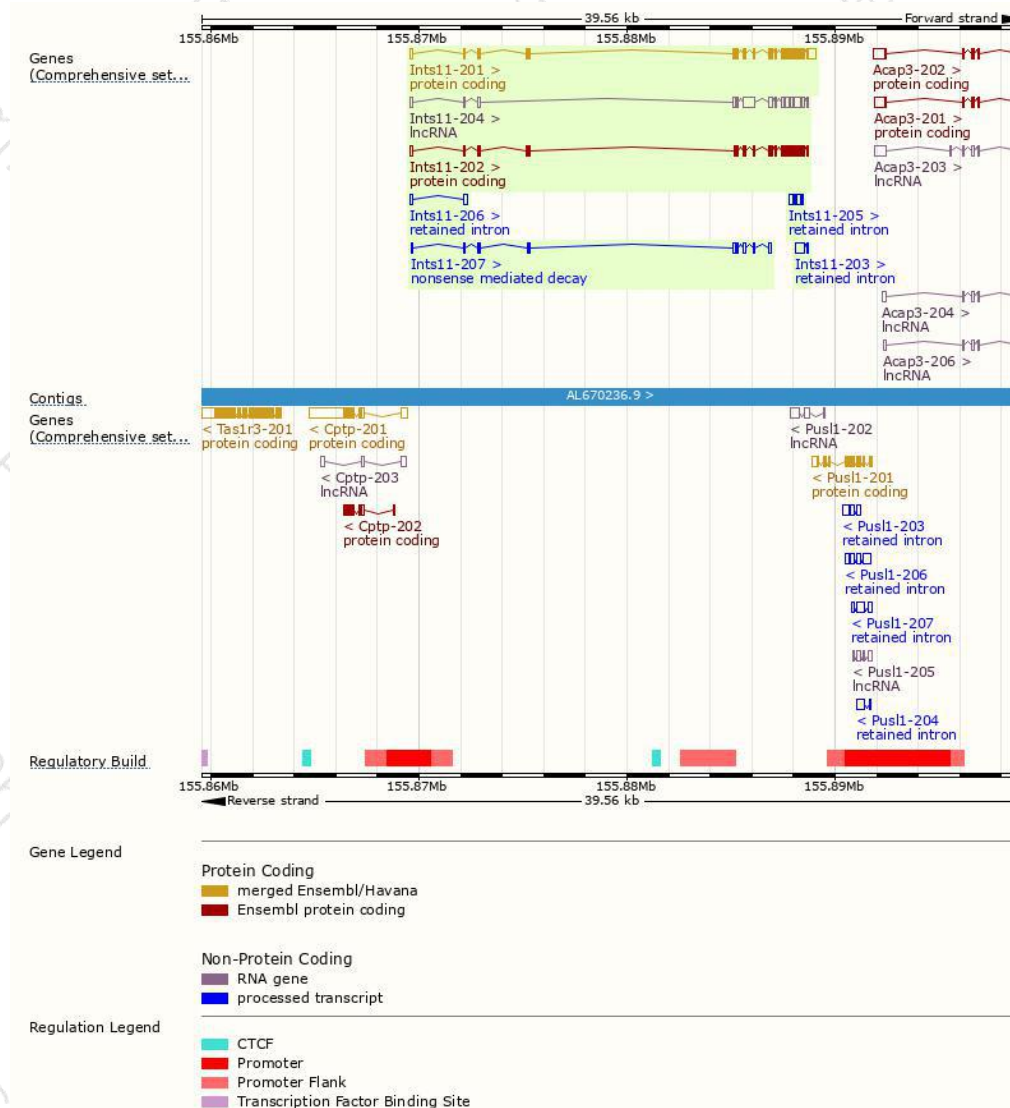 39.56 kb Forward strand
155.86Mb 155.87Mb 155.88Mb 155.89Mb
Genes
(Comprehensive set...
Ints11-201 >
protein coding
Acap3-202 >
protein coding
Ints11-204 >
lncRNA
Acap3-201 >
protein coding
Ints11-202 >
protein coding
Acap3-203 >
lncRNA
Ints11-206 >
retained intron
Ints11-205 >
retained intron
Ints11-207 >
nonsense mediated decay
Ints11-203 >
retained intron
Acap3-204 >
lncRNA
Acap3-206 >
lncRNA
Contigs
AL670236.9 >
Genes
(Comprehensive set...
< Tas1r3-201
protein coding
< Cptp-201
protein coding
< Pusl1-202
lncRNA
< Cptp-203
lncRNA
< Pusl1-201
protein coding
< Cptp-202
protein coding
< Pusl1-203
retained intron
< Pusl1-206
retained intron
< Pusl1-207
retained intron
< Pusl1-205
lncRNA
< Pusl1-204
retained intron
Regulatory Build
155.86Mb 155.87Mb 155.88Mb 155.89Mb
Reverse strand 39.56 kb
Gene Legend
Protein Coding
merged Ensembl/Havana
Ensembl protein coding
Non-Protein Coding
RNA gene
processed transcript
Regulation Legend
CTCF
Promoter
Promoter Flank
Transcription Factor Binding Site